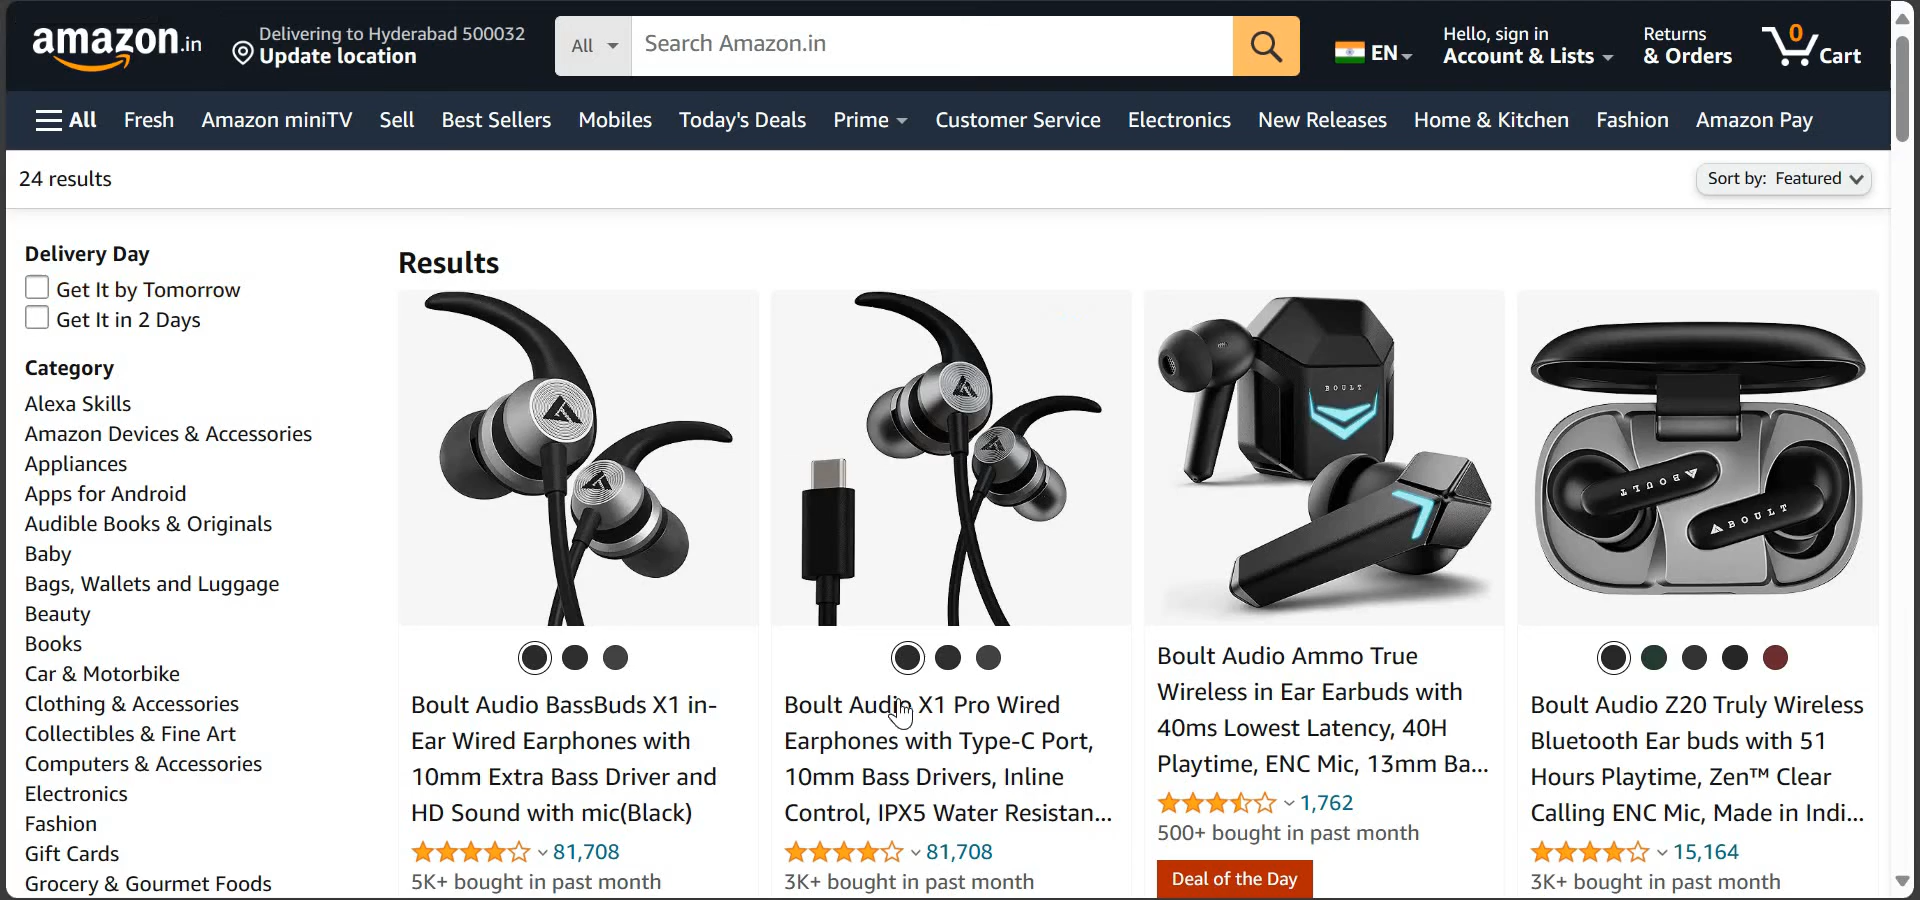 amazon.in
Delivering to Hyderabad 500032
Update location
All
Search Amazon.in
EN
Hello, sign in
Account & Lists
Returns
& Orders
0
Cart
All
Fresh
Amazon miniTV
Sell
Best Sellers
Mobiles
Today's Deals
Prime
Customer Service
Electronics
New Releases
Home & Kitchen
Fashion
Amazon Pay
24 results
Sort by: Featured
Delivery Day
Get It by Tomorrow
Get It in 2 Days
Category
Alexa Skills
Amazon Devices & Accessories
Appliances
Apps for Android
Audible Books & Originals
Baby
Bags, Wallets and Luggage
Beauty
Books
Car & Motorbike
Clothing & Accessories
Collectibles & Fine Art
Computers & Accessories
Electronics
Fashion
Gift Cards
Grocery & Gourmet Foods
Results
Boult Audio BassBuds X1 in-
Ear Wired Earphones with
10mm Extra Bass Driver and
HD Sound with mic(Black)
81,708
5K+ bought in past month
Boult Audio X1 Pro Wired
Earphones with Type-C Port,
10mm Bass Drivers, Inline
Control, IPX5 Water Resistan...
81,708
3K+ bought in past month
BOULT
Boult Audio Ammo True
Wireless in Ear Earbuds with
40ms Lowest Latency, 40H
Playtime, ENC Mic, 13mm Ba...
1,762
500+ bought in past month
Deal of the Day
BOULT
BOULT
Boult Audio Z20 Truly Wireless
Bluetooth Ear buds with 51
Hours Playtime, Zen™ Clear
Calling ENC Mic, Made in Indi...
15,164
3K+ bought in past month